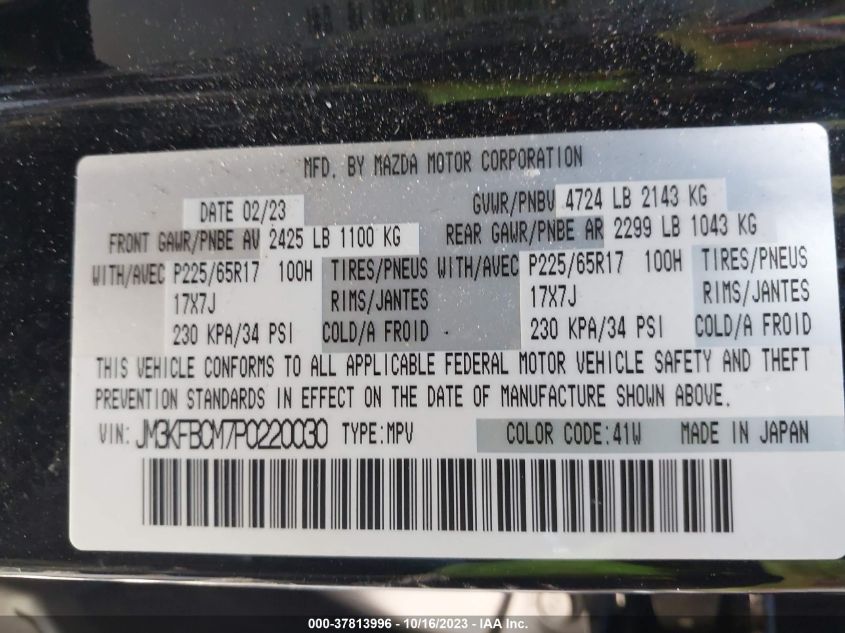 MFD. BY MAZDA MOTOR CORPORATION
DATE 02/23 GVWR/PNBV 4724 LB 2143 KG
FRONT GAWR/PNBE AV 2425 LB 1100 KG REAR GAWR/PNBE AR 2299 LB 1043 KG
WITH/AVEC P225/65R17 100H TIRES/PNEUS WITH/AVEC P225/65R17 100H TIRES/PNEUS
17X7J RIMS/JANTES 17X7J RIMS/JANTES
230 KPA/34 PSI COLD/A FROID 230 KPA/34 PSI COLD/A FROID
THIS VEHICLE CONFORMS TO ALL APPLICABLE FEDERAL MOTOR VEHICLE SAFETY AND THEFT
PREVENTION STANDARDS IN EFFECT ON THE DATE OF MANUFACTURE SHOWN ABOVE.
VIN: JM3KFBCM7P0220030 TYPE:MPV COLOR CODE:41W MADE IN JAPAN
000-37813996 - 10/16/2023 - IAA Inc.